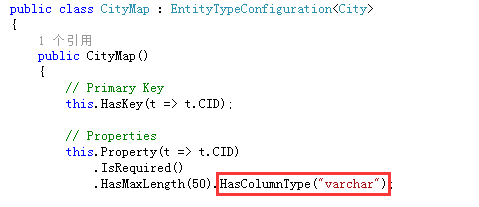 public class CityMap : EntityTypeConfiguration<City>
{
1 个引用
public CityMap()
{
// Primary Key
this.HasKey(t => t.CID);
// Properties
this.Property(t => t.CID)
.IsRequired()
.HasMaxLength(50).HasColumnType("varchar");